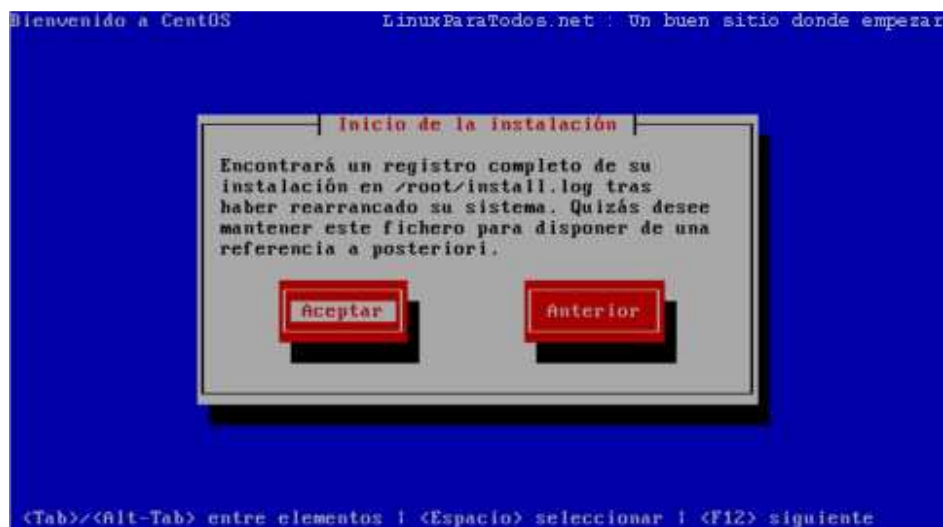 Bienvenido a CentOS LinuxParaTodos.net : Un buen sitio donde empezar
Inicio de la instalación
Encontrará un registro completo de su
instalación en /root/install.log tras
haber rearrancado su sistema. Quizás desee
mantener este fichero para disponer de una
referencia a posteriori.
Aceptar Anterior
<Tab>/<Alt-Tab> entre elementos | <Espacio> seleccionar | <F12> siguiente